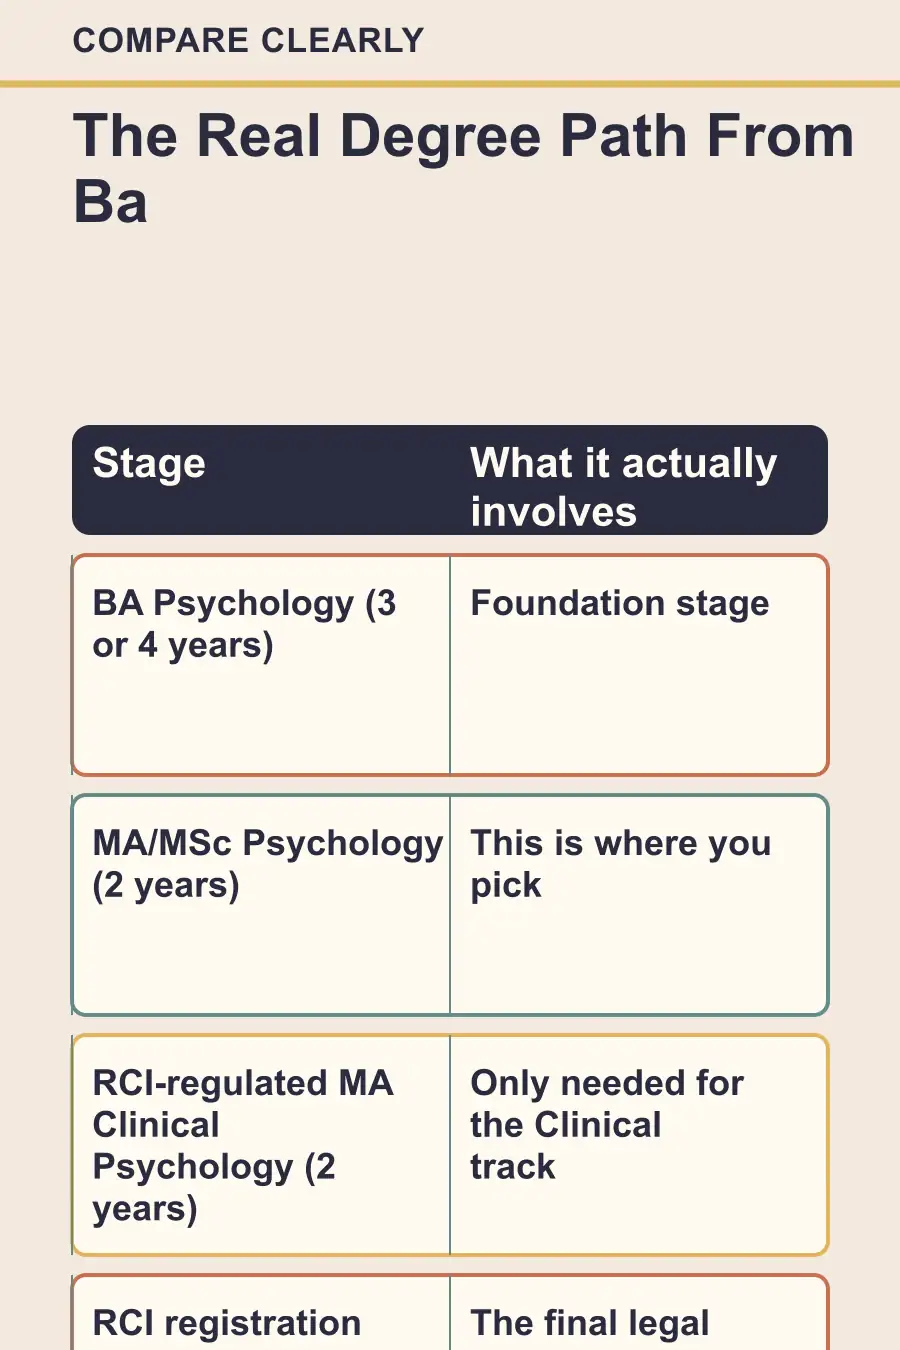 COMPARE CLEARLY
The Real Degree Path From
Ba
Stage
What it actually
involves
BA Psychology (3
or 4 years)
Foundation stage
MA/MSc Psychology
(2 years)
This is where you
pick
RCI-regulated MA
Clinical
Psychology (2
years)
Only needed for
the Clinical
track
RCI registration
The final legal